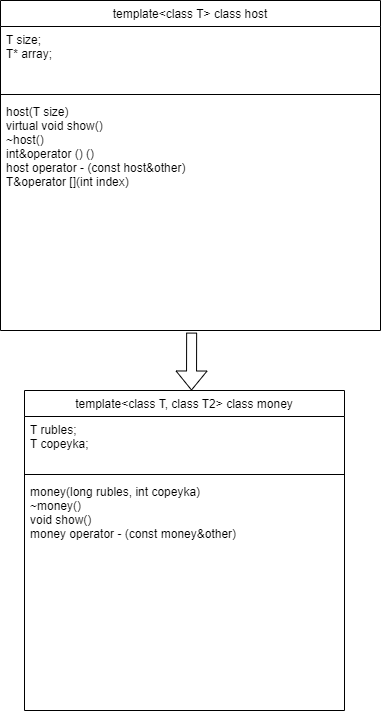 template<class T> class host
T size;
T* array;
host(T size)
virtual void show()
~host()
int&operator () ()
host operator - (const host&other)
T&operator [](int index)
template<class T, class T2> class money
T rubles;
T copeyka;
money(long rubles, int copeyka)
~money()
void show()
money operator - (const money&other)